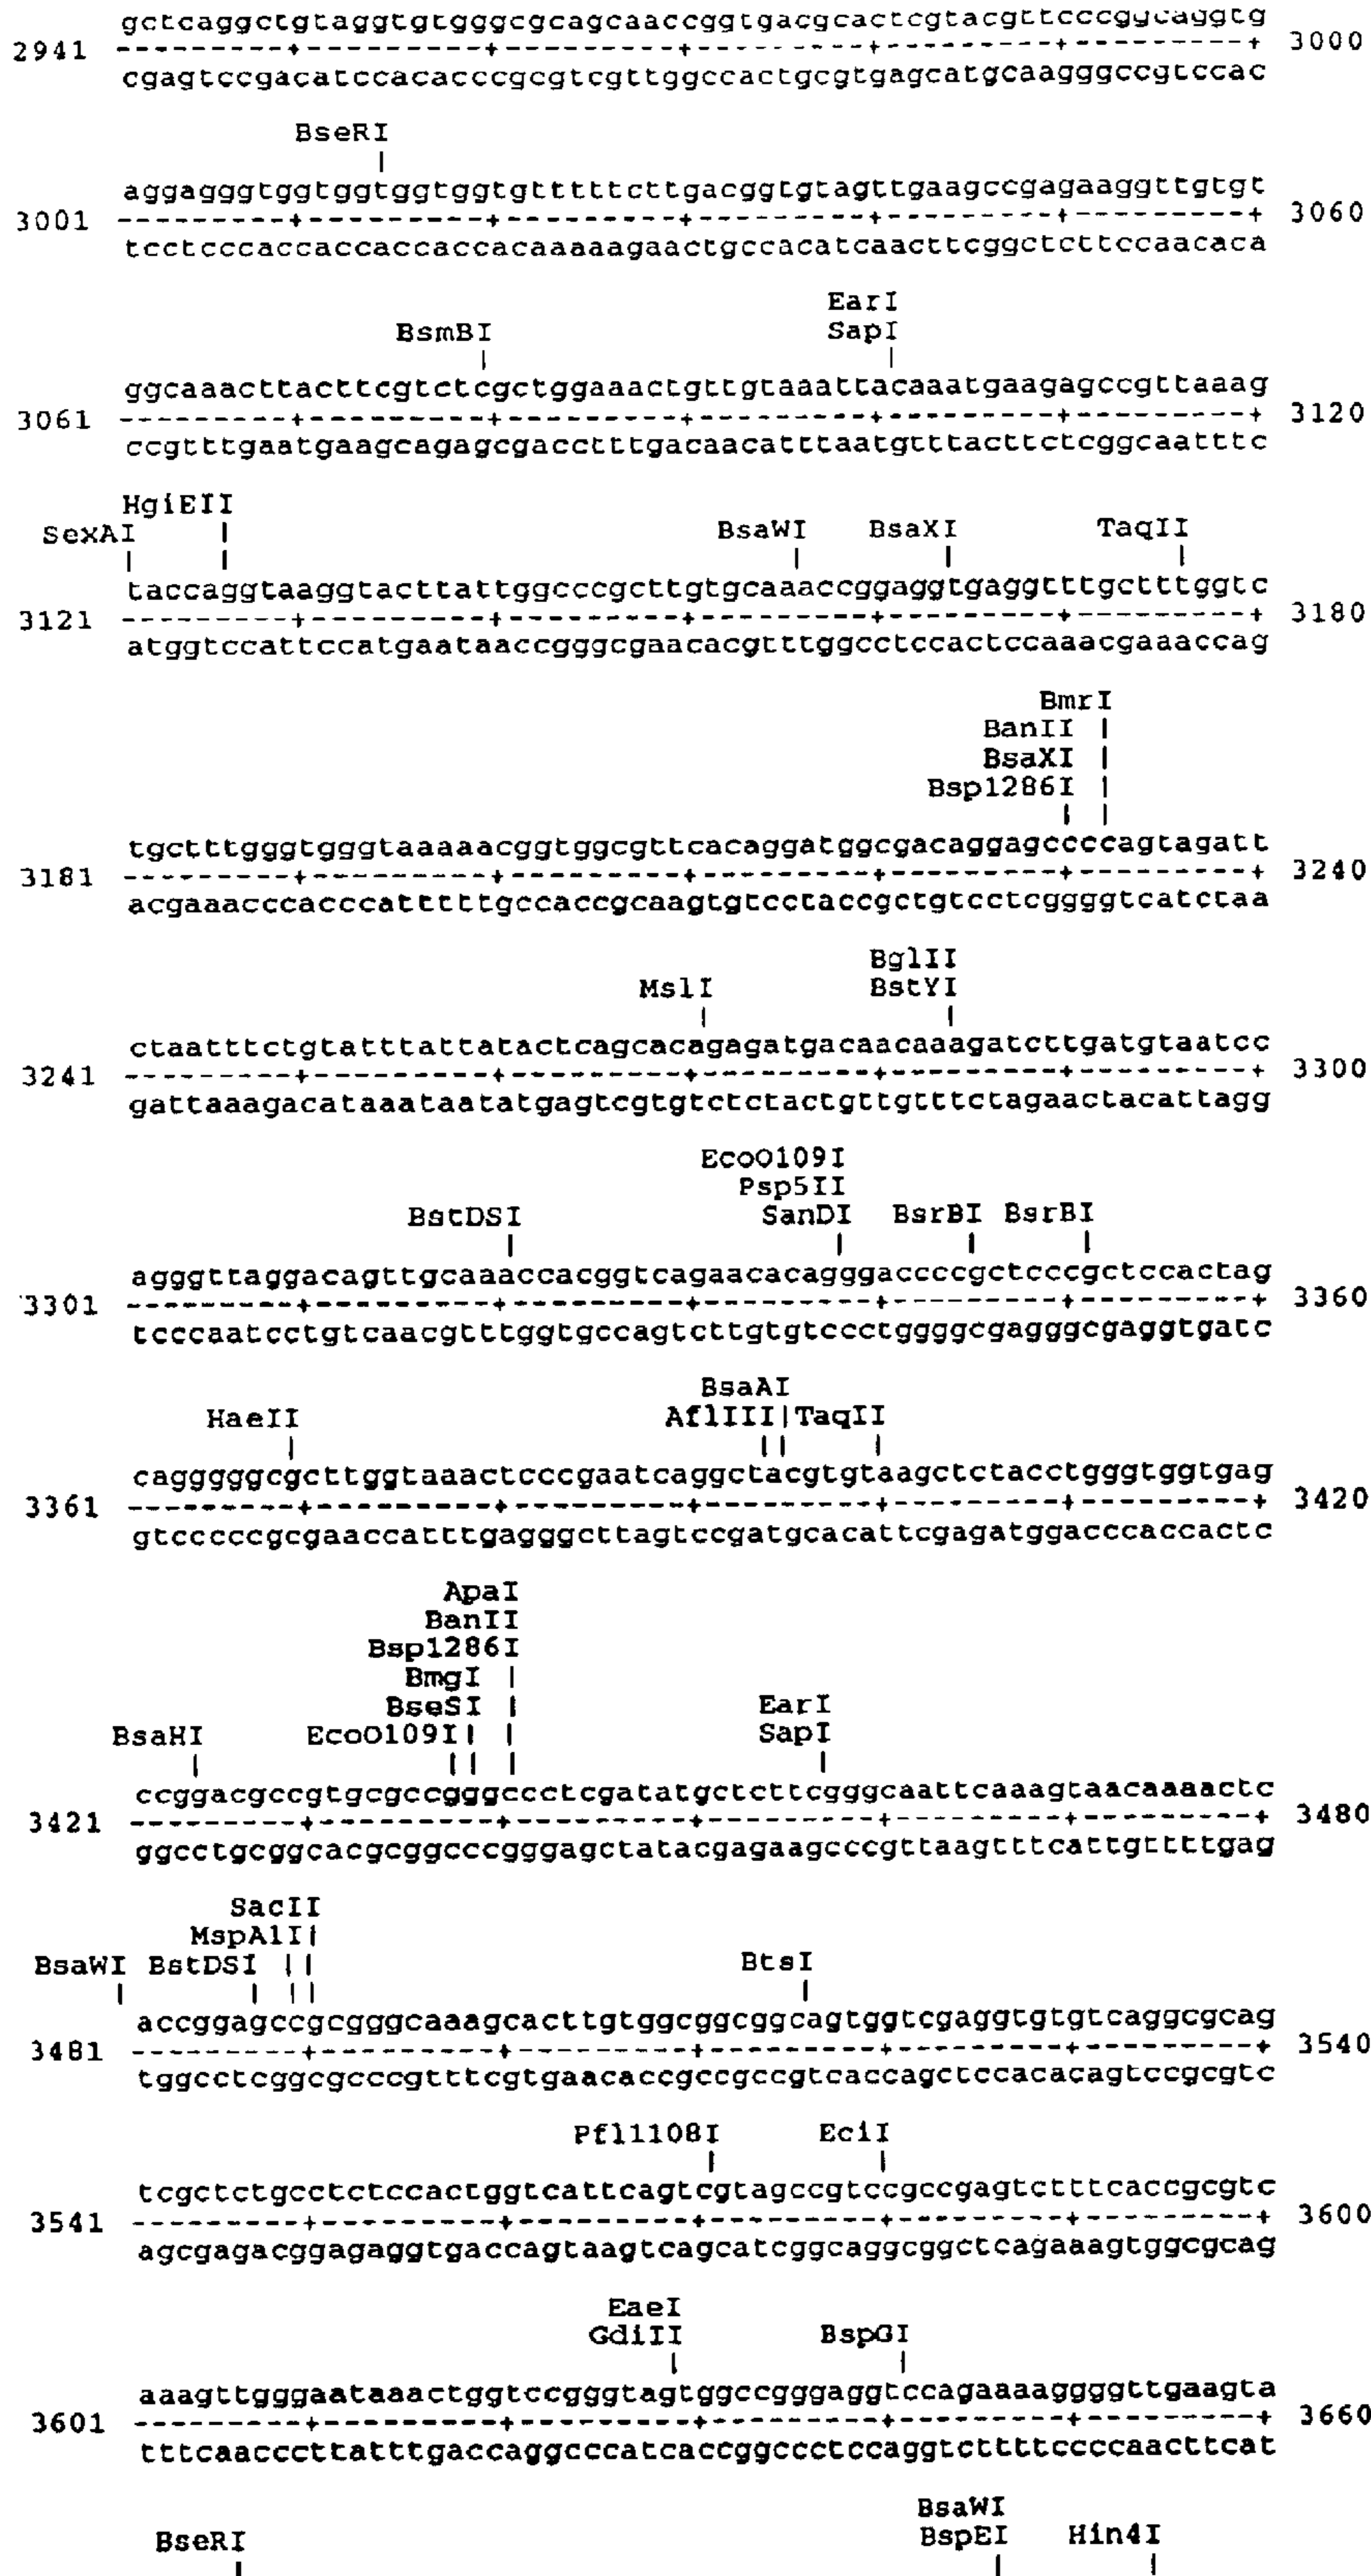 gctcaggctgtaggtgtgggcgcagcaaccggtgacgcactcgtacgttcccggcaggtg
2941 ---------+---------+---------+---------+---------+---------+ 3000
cgagtccgacatccacacccgcgtcgttggccactgcgtgagcatgcaagggccgtccac
BseRI
|
aggagggtggtggtggtggtgtttttcttgacggtgtagttgaagccgagaaggttgtgt
3001 ---------+---------+---------+---------+---------+---------+ 3060
tcctcccaccaccaccaccacaaaaagaactgccacatcaacttcggctcttccaacaca
EarI
BsmBI SapI
| |
ggcaaacttacttcgtctcgctggaaactgttgtaaattacaaatgaagagccgttaaag
3061 ---------+---------+---------+---------+---------+---------+ 3120
ccgtttgaatgaagcagagcgacctttgacaacatttaatgtttacttctcggcaatttc
HgiEII
SexAI | BsaWI BsaXI TaqII
| | | | |
taccaggtaaggtacttattggcccgcttgtgcaaaccggaggtgaggtttgctttggtc
3121 ---------+---------+---------+---------+---------+---------+ 3180
atggtccattccatgaataaccgggcgaacacgtttggcctccactccaaacgaaaccag
BmrI
BanII |
BsaXI |
Bsp1286I |
| |
tgctttgggtgggtaaaaacggtggcgttcacaggatggcgacaggagccccagtagatt
3181 ---------+---------+---------+---------+---------+---------+ 3240
acgaaacccacccatttttgccaccgcaagtgtcctaccgctgtcctcggggtcatctaa
BglII
MslI BstYI
| |
ctaatttctgtatttattatactcagcacagagatgacaacaaagatcttgatgtaatcc
3241 ---------+---------+---------+---------+---------+---------+ 3300
gattaaagacataaataatatgagtcgtgtctctactgttgtttctagaactacattagg
EcoO109I
Psp5II
BstDSI SanDI BsrBI BsrBI
| | | |
agggttaggacagttgcaaaccacggtcagaacacagggaccccgctcccgctccactag
3301 ---------+---------+---------+---------+---------+---------+ 3360
tcccaatcctgtcaacgtttggtgccagtcttgtgtccctggggcgagggcgaggtgatc
BsaAI
HaeII AflIII|TaqII
| || |
cagggggcgcttggtaaactcccgaatcaggctacgtgtaagctctacctgggtggtgag
3361 ---------+---------+---------+---------+---------+---------+ 3420
gtcccccgcgaaccatttgagggcttagtccgatgcacattcgagatggacccaccactc
ApaI
BanII
Bsp1286I
BmgI |
BseSI | EarI
BsaHI EcoO109I| | SapI
| || | |
ccggacgccgtgcgccgggccctcgatatgctcttcgggcaattcaaagtaacaaaactc
3421 ---------+---------+---------+---------+---------+---------+ 3480
ggcctgcggcacgcggcccgggagctatacgagaagcccgttaagtttcattgttttgag
SacII
MspA1I|
BsaWI BstDSI || BtsI
| | || |
accggagccgcgggcaaagcacttgtggcggcggcagtggtcgaggtgtgtcaggcgcag
3481 ---------+---------+---------+---------+---------+---------+ 3540
tggcctcggcgcccgtttcgtgaacaccgccgccgtcaccagctccacacagtccgcgtc
Pfl1108I EciI
| |
tcgctctgcctctccactggtcattcagtcgtagccgtccgccgagtctttcaccgcgtc
3541 ---------+---------+---------+---------+---------+---------+ 3600
agcgagacggagaggtgaccagtaagtcagcatcggcaggcggctcagaaagtggcgcag
EaeI
GdiII BspGI
| |
aaagttgggaataaactggtccgggtagtggccgggaggtccagaaaaggggttgaagta
3601 ---------+---------+---------+---------+---------+---------+ 3660
tttcaacccttatttgaccaggcccatcaccggccctccaggtcttttccccaacttcat
BsaWI
BseRI BspEI Hin4I
| | |